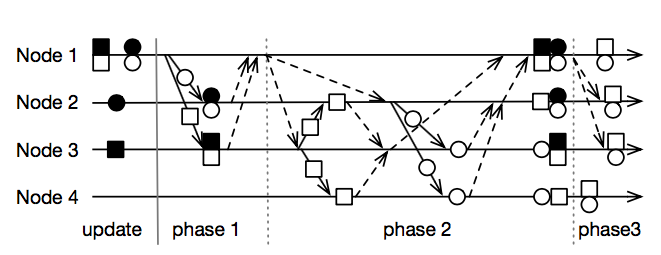 Node 1
Node 2
Node 3
Node 4
update phase 1 phase 2 phase3